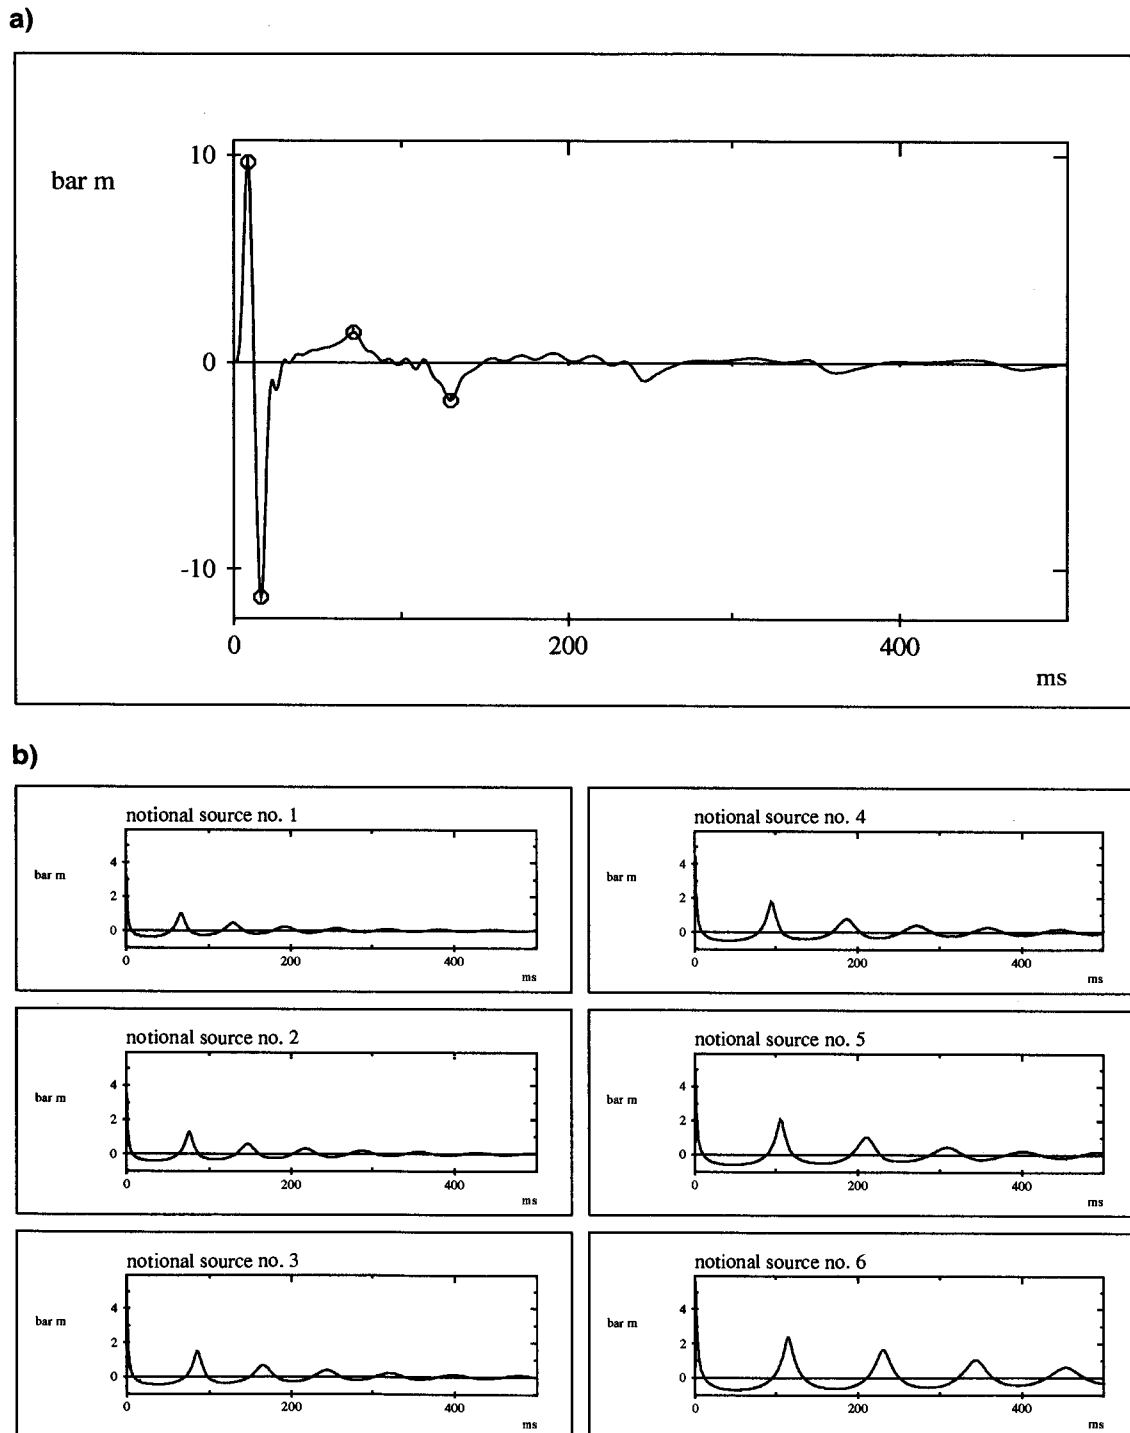 a)
10
bar m
0
-10
0 200 400
ms
b)
notional source no. 1
4
bar m
2
0
0 200 400
ms
notional source no. 4
4
bar m
2
0
0 200 400
ms
notional source no. 2
4
bar m
2
0
0 200 400
ms
notional source no. 5
4
bar m
2
0
0 200 400
ms
notional source no. 3
4
bar m
2
0
0 200 400
ms
notional source no. 6
4
bar m
2
0
0 200 400
ms